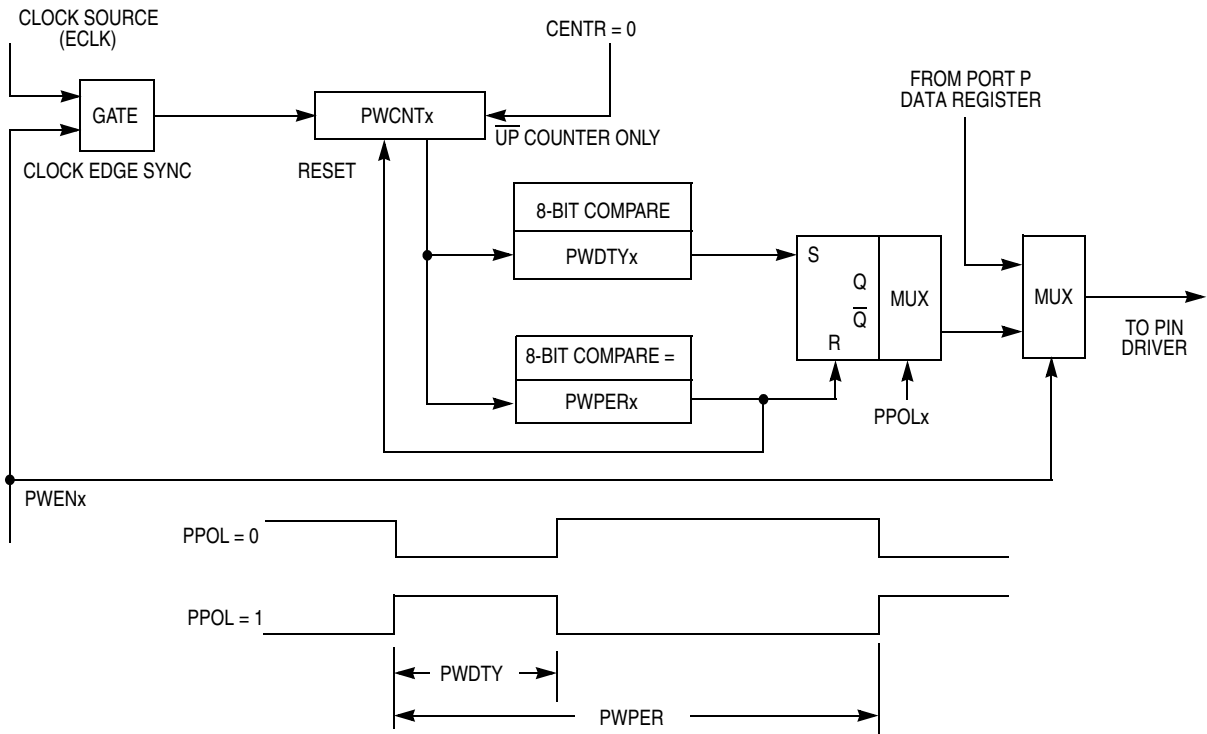 CLOCK SOURCE
(ECLK)
CENTR = 0
FROM PORT P
DATA REGISTER
GATE
PWCNTx
UP COUNTER ONLY
CLOCK EDGE SYNC
RESET
8-BIT COMPARE
PWDTYx
S
Q
Q
R
MUX
MUX
TO PIN
DRIVER
8-BIT COMPARE =
PWPERx
PPOLx
PWENx
PPOL = 0
PPOL = 1
PWDTY
PWPER